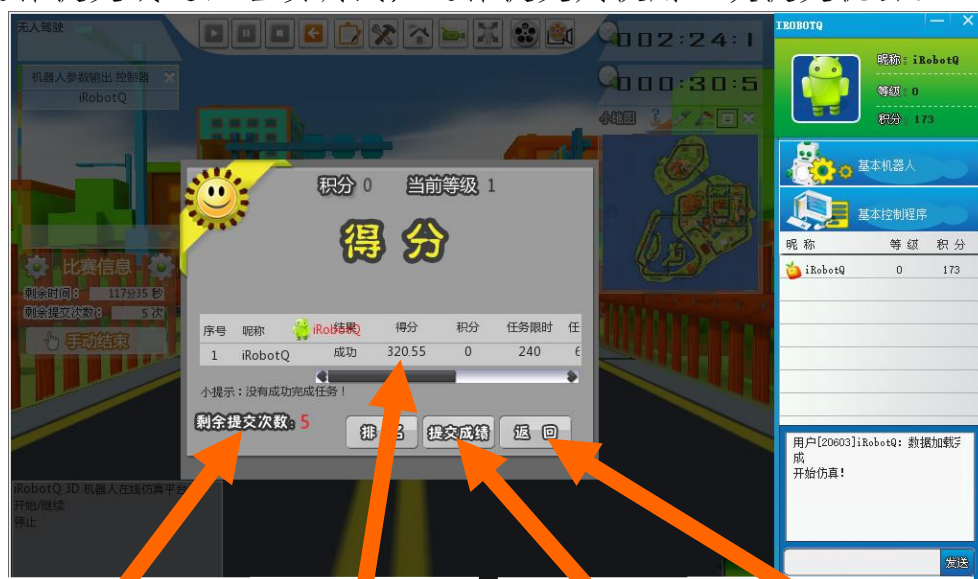 无人驾驶
机器人参数输出.控制器
iRobotQ
002:24:1
000:30:5
小地图
比赛信息
剩余时间： 117分35 秒
剩余提交次数： 5 次
手动结束
积分 0 当前等级 1
得 分
序号 昵称 iRobotQ 结果 得分 积分 任务限时 任
1 iRobotQ 成功 320.55 0 240 6
小提示：没有成功完成任务！
剩余提交次数：5
排 名 提交成绩 返 回
iRobotQ 3D 机器人在线仿真平台
开始/继续
停止
IROBOTQ
昵称：iRobotQ
等级：0
积分：173
基本机器人
基本控制程序
昵 称 等 级 积 分
iRobotQ 0 173
用户[20603]iRobotQ: 数据加载完
成
开始仿真!
发送